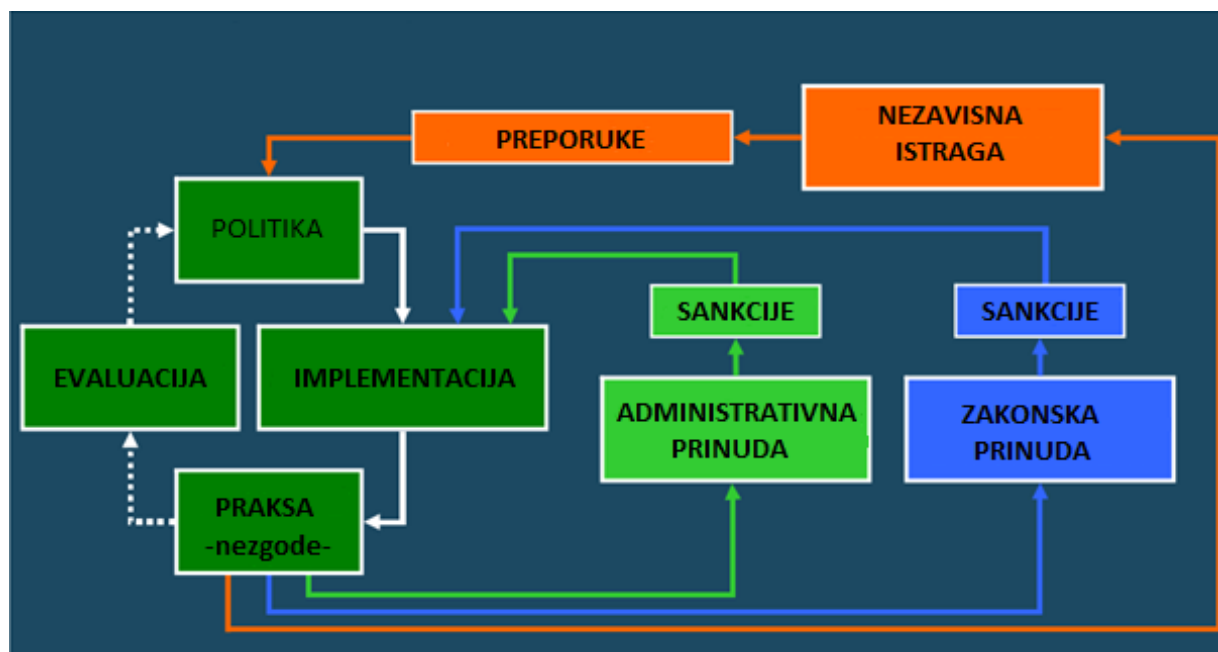 NEZAVISNA
ISTRAGA
PREPORUKE
POLITIKA
SANKCIJE
SANKCIJE
EVALUACIJA
IMPLEMENTACIJA
ADMINISTRATIVNA
PRINUDA
ZAKONSKA
PRINUDA
PRAKSA
-nezgode-